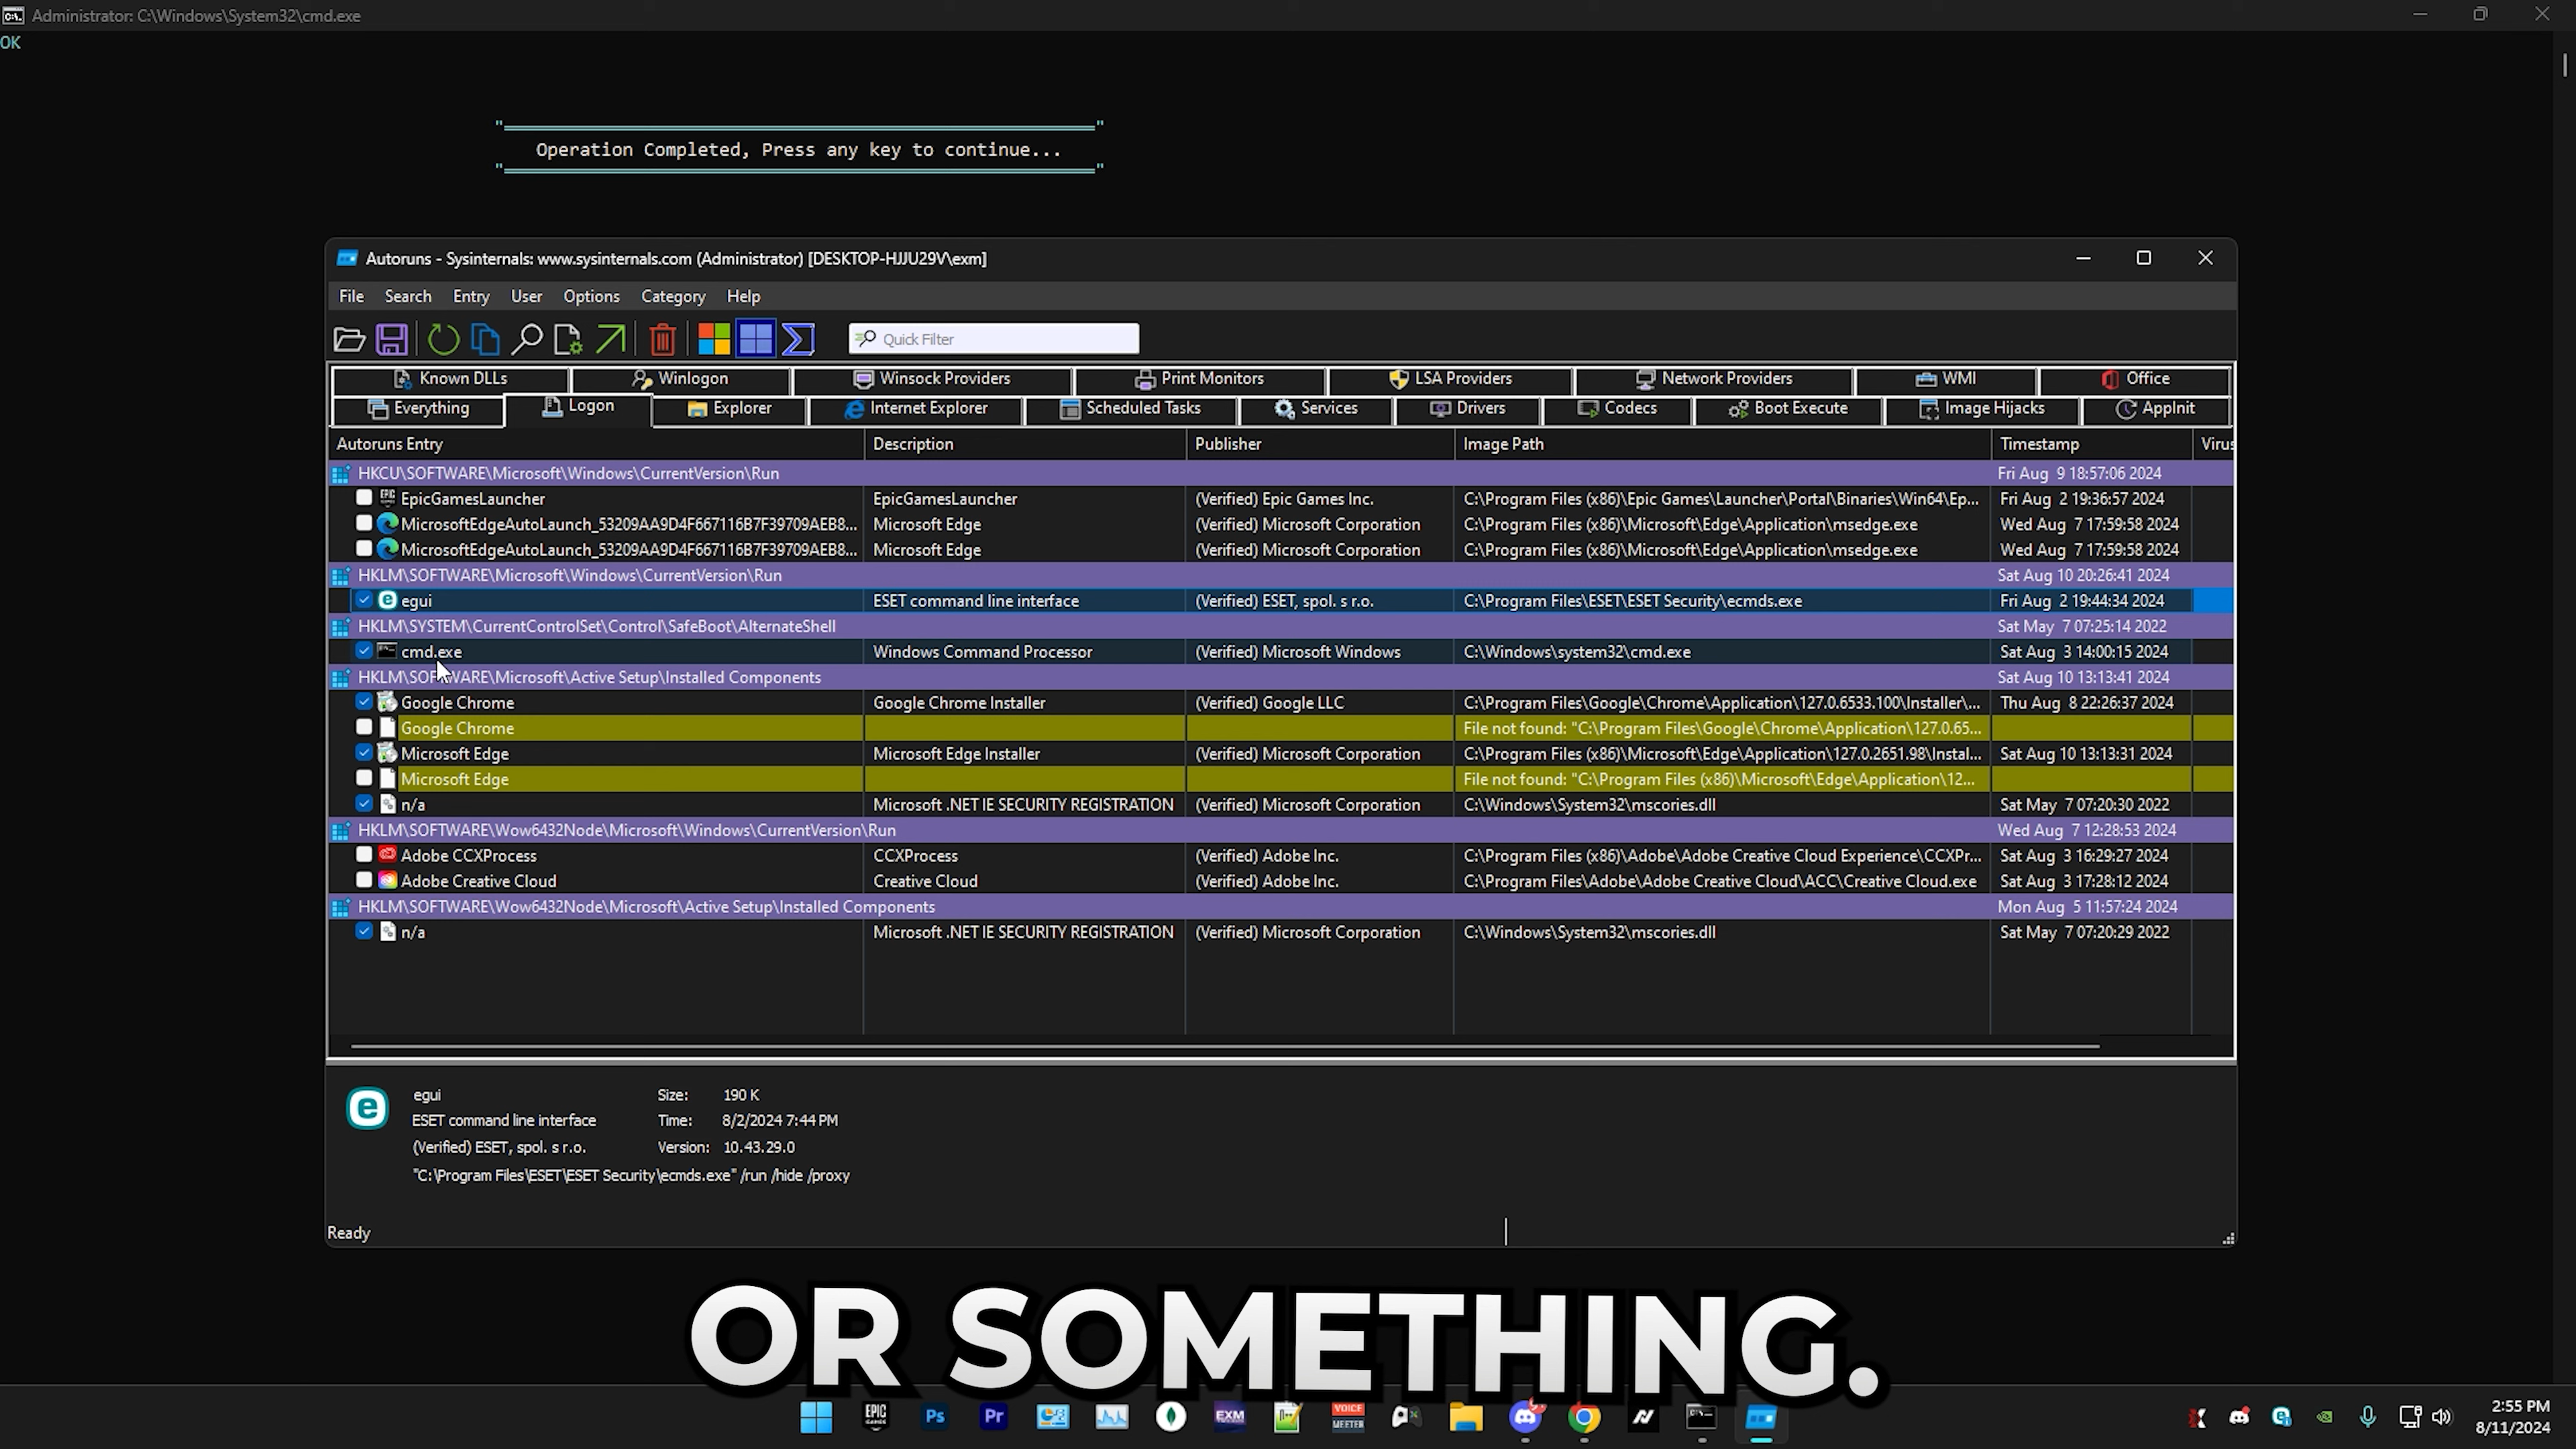 Administrator: C:\Windows\System32\cmd.exe
OK
"══════════════════════════════════════════════════"
Operation Completed, Press any key to continue...
"══════════════════════════════════════════════════"
Autoruns - Sysinternals: www.sysinternals.com (Administrator) [DESKTOP-HJJU29V\exm]
File Search Entry User Options Category Help
Quick Filter
Known DLLs Winlogon Winsock Providers Print Monitors LSA Providers Network Providers WMI Office
Everything Logon Explorer Internet Explorer Scheduled Tasks Services Drivers Codecs Boot Execute Image Hijacks AppInit
Autoruns Entry Description Publisher Image Path Timestamp Virus
HKCU\SOFTWARE\Microsoft\Windows\CurrentVersion\Run Fri Aug 9 18:57:06 2024
EpicGamesLauncher EpicGamesLauncher (Verified) Epic Games Inc. C:\Program Files (x86)\Epic Games\Launcher\Portal\Binaries\Win64\Ep... Fri Aug 2 19:36:57 2024
MicrosoftEdgeAutoLaunch_53209AA9D4F667116B7F39709AEB8... Microsoft Edge (Verified) Microsoft Corporation C:\Program Files (x86)\Microsoft\Edge\Application\msedge.exe Wed Aug 7 17:59:58 2024
MicrosoftEdgeAutoLaunch_53209AA9D4F667116B7F39709AEB8... Microsoft Edge (Verified) Microsoft Corporation C:\Program Files (x86)\Microsoft\Edge\Application\msedge.exe Wed Aug 7 17:59:58 2024
HKLM\SOFTWARE\Microsoft\Windows\CurrentVersion\Run Sat Aug 10 20:26:41 2024
egui ESET command line interface (Verified) ESET, spol. s r.o. C:\Program Files\ESET\ESET Security\ecmds.exe Fri Aug 2 19:44:34 2024
HKLM\SYSTEM\CurrentControlSet\Control\SafeBoot\AlternateShell Sat May 7 07:25:14 2022
cmd.exe Windows Command Processor (Verified) Microsoft Windows C:\Windows\system32\cmd.exe Sat Aug 3 14:00:15 2024
HKLM\SOFTWARE\Microsoft\Active Setup\Installed Components Sat Aug 10 13:13:41 2024
Google Chrome Google Chrome Installer (Verified) Google LLC C:\Program Files\Google\Chrome\Application\127.0.6533.100\Installer\... Thu Aug 8 22:26:37 2024
Google Chrome File not found: "C:\Program Files\Google\Chrome\Application\127.0.65...
Microsoft Edge Microsoft Edge Installer (Verified) Microsoft Corporation C:\Program Files (x86)\Microsoft\Edge\Application\127.0.2651.98\Instal... Sat Aug 10 13:13:31 2024
Microsoft Edge File not found: "C:\Program Files (x86)\Microsoft\Edge\Application\12...
n/a Microsoft .NET IE SECURITY REGISTRATION (Verified) Microsoft Corporation C:\Windows\System32\mscories.dll Sat May 7 07:20:30 2022
HKLM\SOFTWARE\Wow6432Node\Microsoft\Windows\CurrentVersion\Run Wed Aug 7 12:28:53 2024
Adobe CCXProcess CCXProcess (Verified) Adobe Inc. C:\Program Files (x86)\Adobe\Adobe Creative Cloud Experience\CCXPr... Sat Aug 3 16:29:27 2024
Adobe Creative Cloud Creative Cloud (Verified) Adobe Inc. C:\Program Files\Adobe\Adobe Creative Cloud\ACC\Creative Cloud.exe Sat Aug 3 17:28:12 2024
HKLM\SOFTWARE\Wow6432Node\Microsoft\Active Setup\Installed Components Mon Aug 5 11:57:24 2024
n/a Microsoft .NET IE SECURITY REGISTRATION (Verified) Microsoft Corporation C:\Windows\System32\mscories.dll Sat May 7 07:20:29 2022
egui Size: 190 K
ESET command line interface Time: 8/2/2024 7:44 PM
(Verified) ESET, spol. s r.o. Version: 10.43.29.0
"C:\Program Files\ESET\ESET Security\ecmds.exe" /run /hide /proxy
Ready
OR SOMETHING.
EPIC GAMES Ps Pr EXM VOICE MEETER
2:55 PM
8/11/2024